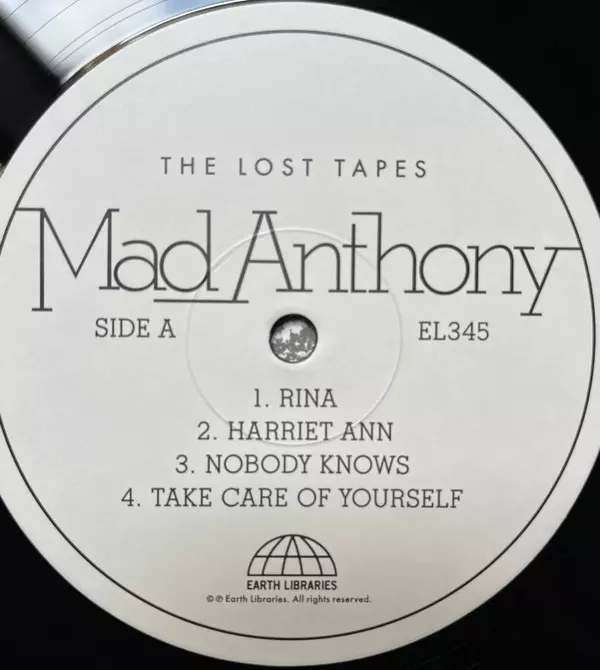 THE LOST TAPES
Mad Anthony
SIDE A
EL345
1. RINA
2. HARRIET ANN
3. NOBODY KNOWS
4. TAKE CARE OF YOURSELF
EARTH LIBRARIES
© ℗ Earth Libraries. All rights reserved.